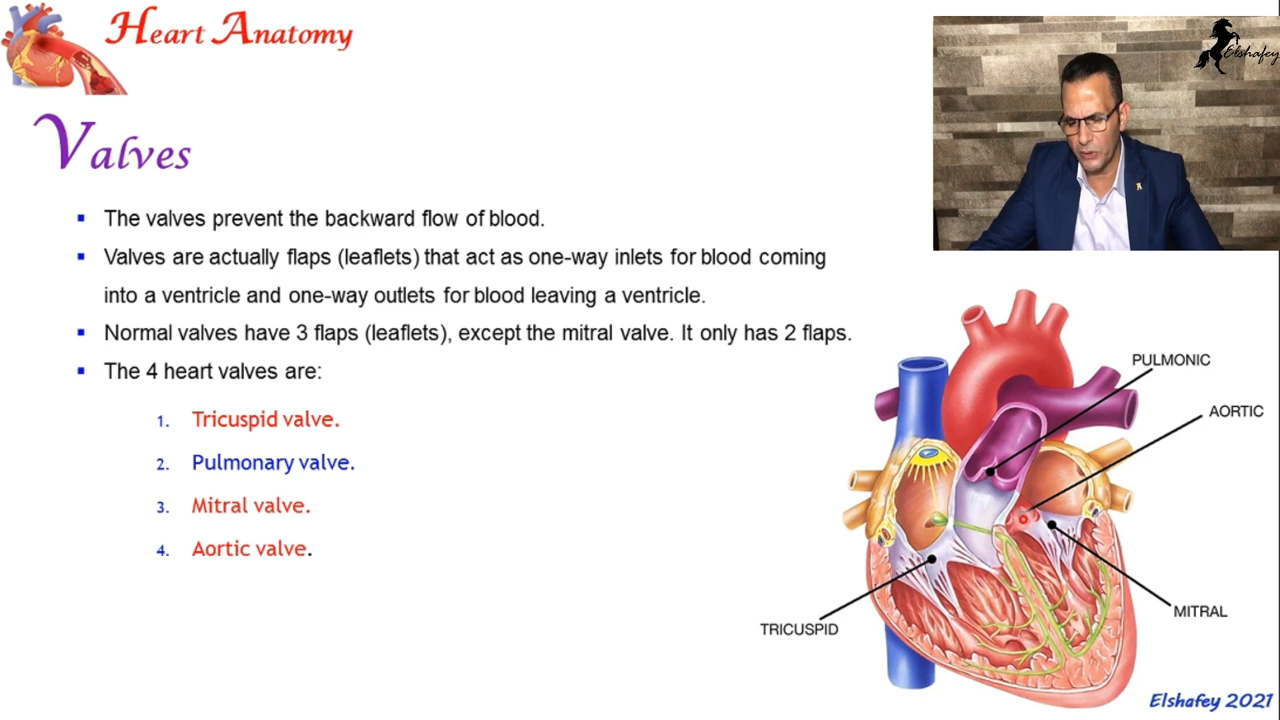 Heart Anatomy
Elshafey
Valves
▪ The valves prevent the backward flow of blood.
▪ Valves are actually flaps (leaflets) that act as one-way inlets for blood coming
into a ventricle and one-way outlets for blood leaving a ventricle.
▪ Normal valves have 3 flaps (leaflets), except the mitral valve. It only has 2 flaps.
▪ The 4 heart valves are:
1. Tricuspid valve.
2. Pulmonary valve.
3. Mitral valve.
4. Aortic valve.
PULMONIC
AORTIC
MITRAL
TRICUSPID
Elshafey 2021